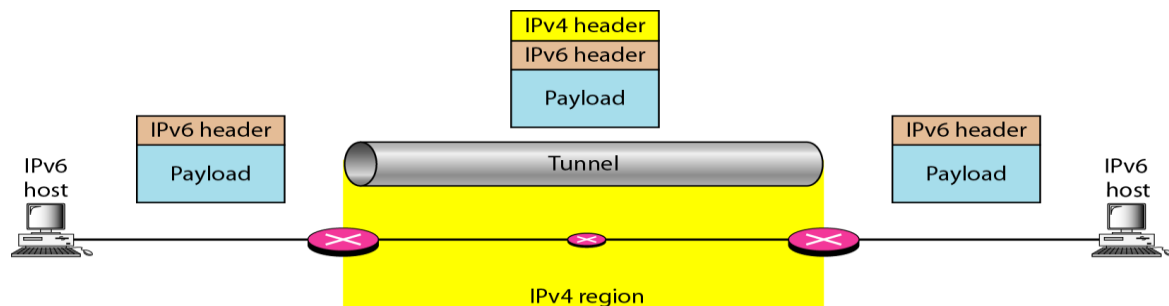 IPv4 header
IPv6 header
Payload
IPv6 header
Payload
IPv6 header
Payload
Tunnel
IPv6
host
IPv6
host
IPv4 region